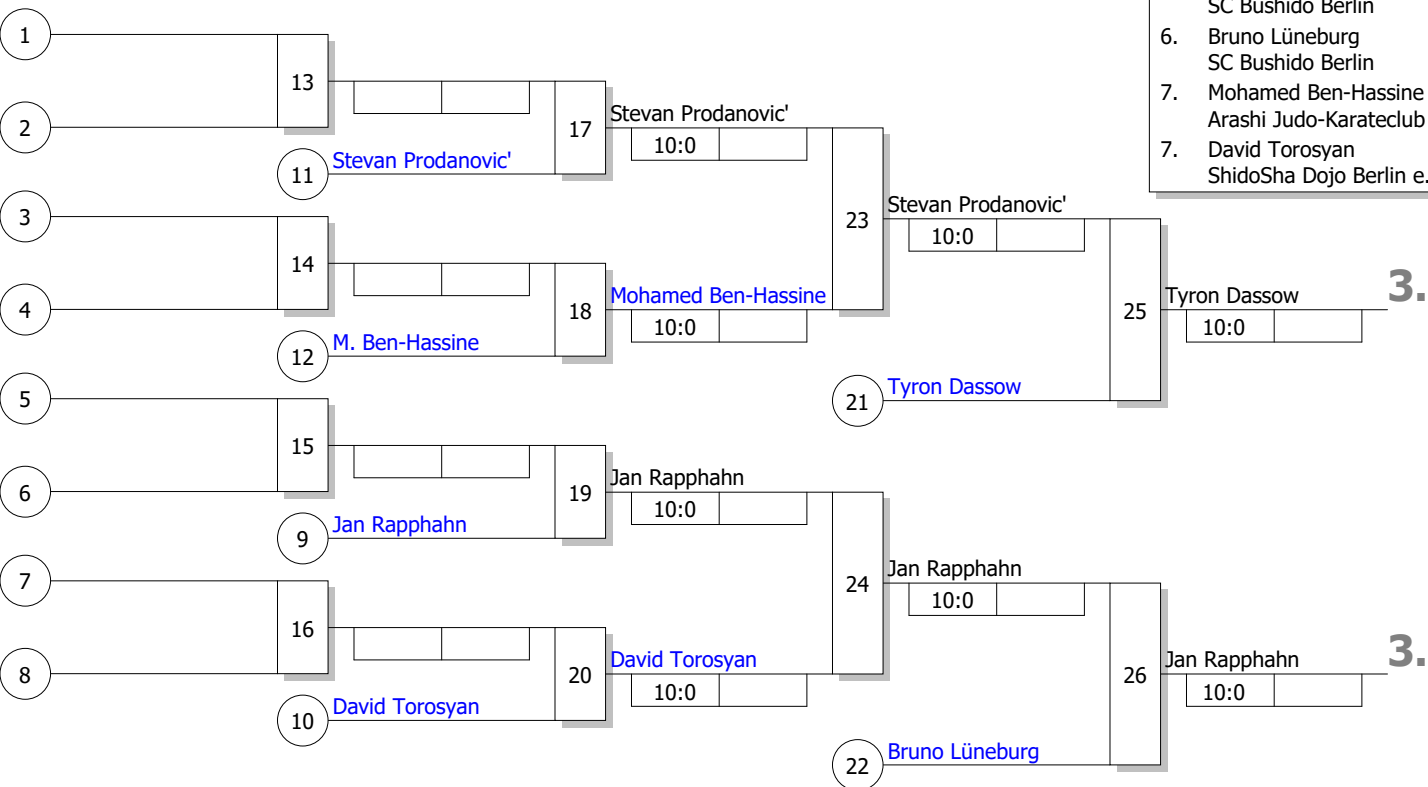 SC Bushido Berlin
6. Bruno Lüneburg
SC Bushido Berlin
7. Mohamed Ben-Hassine
Arashi Judo-Karateclub
7. David Torosyan
ShidoSha Dojo Berlin e.
1
13
2
17
Stevan Prodanovic'
10:0
11
Stevan Prodanovic'
3
23
Stevan Prodanovic'
10:0
14
4
18
Mohamed Ben-Hassine
10:0
12
M. Ben-Hassine
25
Tyron Dassow
3.
10:0
5
21
Tyron Dassow
15
6
19
Jan Rapphahn
10:0
9
Jan Rapphahn
7
24
Jan Rapphahn
10:0
16
8
20
David Torosyan
10:0
10
David Torosyan
26
Jan Rapphahn
3.
10:0
22
Bruno Lüneburg